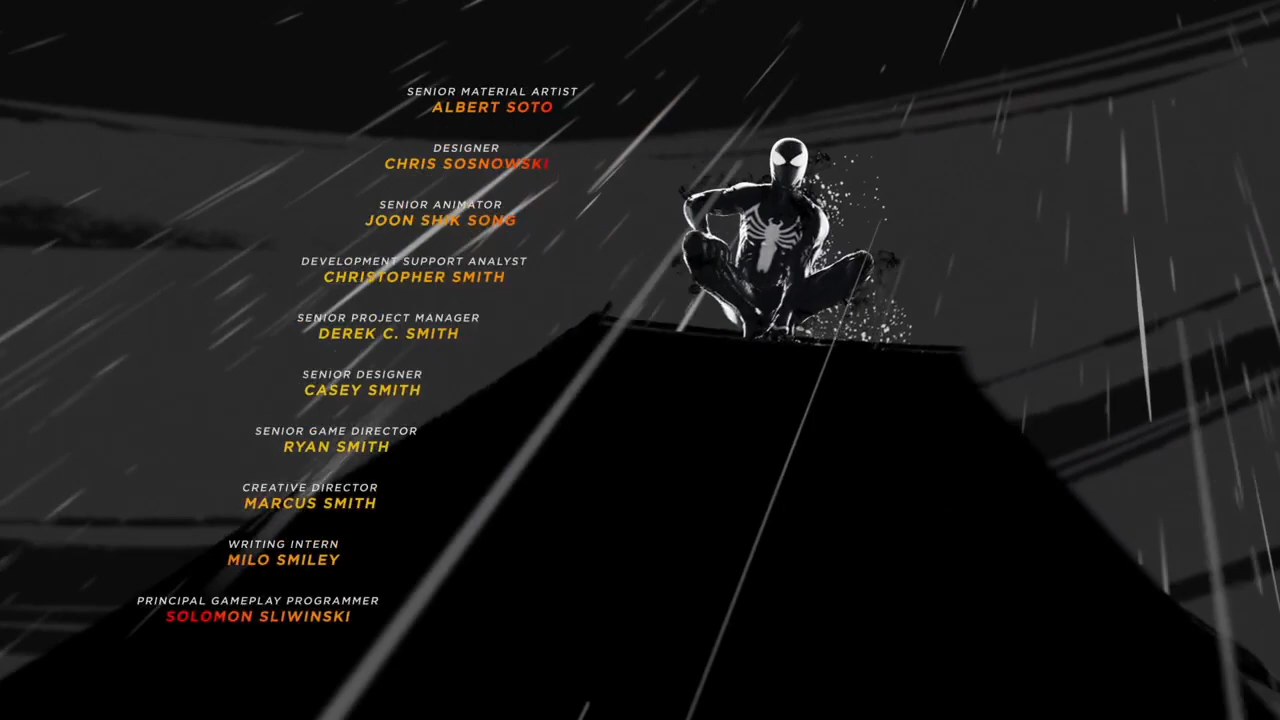 SENIOR MATERIAL ARTIST
ALBERT SOTO
DESIGNER
CHRIS SOSNOWSKI
SENIOR ANIMATOR
JOON SHIK SONG
DEVELOPMENT SUPPORT ANALYST
CHRISTOPHER SMITH
SENIOR PROJECT MANAGER
DEREK C. SMITH
SENIOR DESIGNER
CASEY SMITH
SENIOR GAME DIRECTOR
RYAN SMITH
CREATIVE DIRECTOR
MARCUS SMITH
WRITING INTERN
MILO SMILEY
PRINCIPAL GAMEPLAY PROGRAMMER
SOLOMON SLIWINSKI